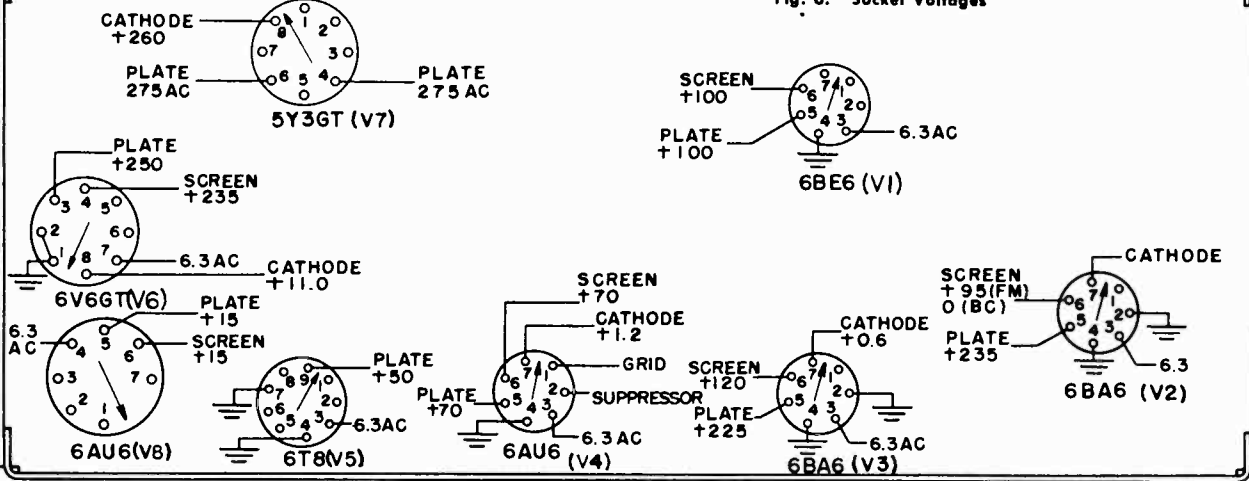 Fig. 6. Socket Voltages
CATHODE
+260
PLATE
275AC
PLATE
275AC
8 1 2 3 4 5 6 7
5Y3GT (V7)
SCREEN
+100
PLATE
+100
6.3AC
7 1 2 3 4 5 6
6BE6 (V1)
PLATE
+250
SCREEN
+235
6.3AC
CATHODE
+11.0
3 4 5 2 6 1 8 7
6V6GT(V6)
6.3
AC
PLATE
+15
SCREEN
+15
5 4 6 3 7 2 1
6AU6(V8)
PLATE
+50
6.3AC
8 9 1 7 2 6 5 4 3
6T8(V5)
SCREEN
+70
CATHODE
+1.2
GRID
SUPPRESSOR
PLATE
+70
6.3AC
7 1 6 2 5 4 3
6AU6
(V4)
CATHODE
+0.6
SCREEN
+120
PLATE
+225
6.3AC
7 1 6 2 5 4 3
6BA6 (V3)
CATHODE
SCREEN
+95(FM)
0(BC)
PLATE
+235
6.3
7 1 6 2 5 4 3
6BA6 (V2)